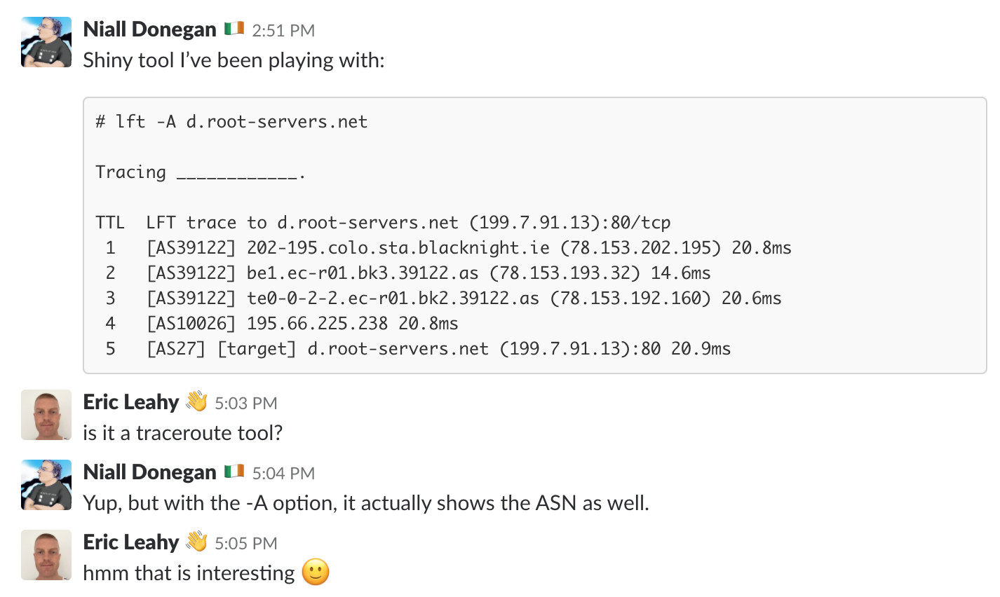 Niall Donegan 🇮🇪 2:51 PM
Shiny tool I’ve been playing with:
# lft -A d.root-servers.net
Tracing ____________.
TTL  LFT trace to d.root-servers.net (199.7.91.13):80/tcp
 1   [AS39122] 202-195.colo.sta.blacknight.ie (78.153.202.195) 20.8ms
 2   [AS39122] be1.ec-r01.bk3.39122.as (78.153.193.32) 14.6ms
 3   [AS39122] te0-0-2-2.ec-r01.bk2.39122.as (78.153.192.160) 20.6ms
 4   [AS10026] 195.66.225.238 20.8ms
 5   [AS27] [target] d.root-servers.net (199.7.91.13):80 20.9ms
Eric Leahy 👋 5:03 PM
is it a traceroute tool?
Niall Donegan 🇮🇪 5:04 PM
Yup, but with the -A option, it actually shows the ASN as well.
Eric Leahy 👋 5:05 PM
hmm that is interesting 🙂